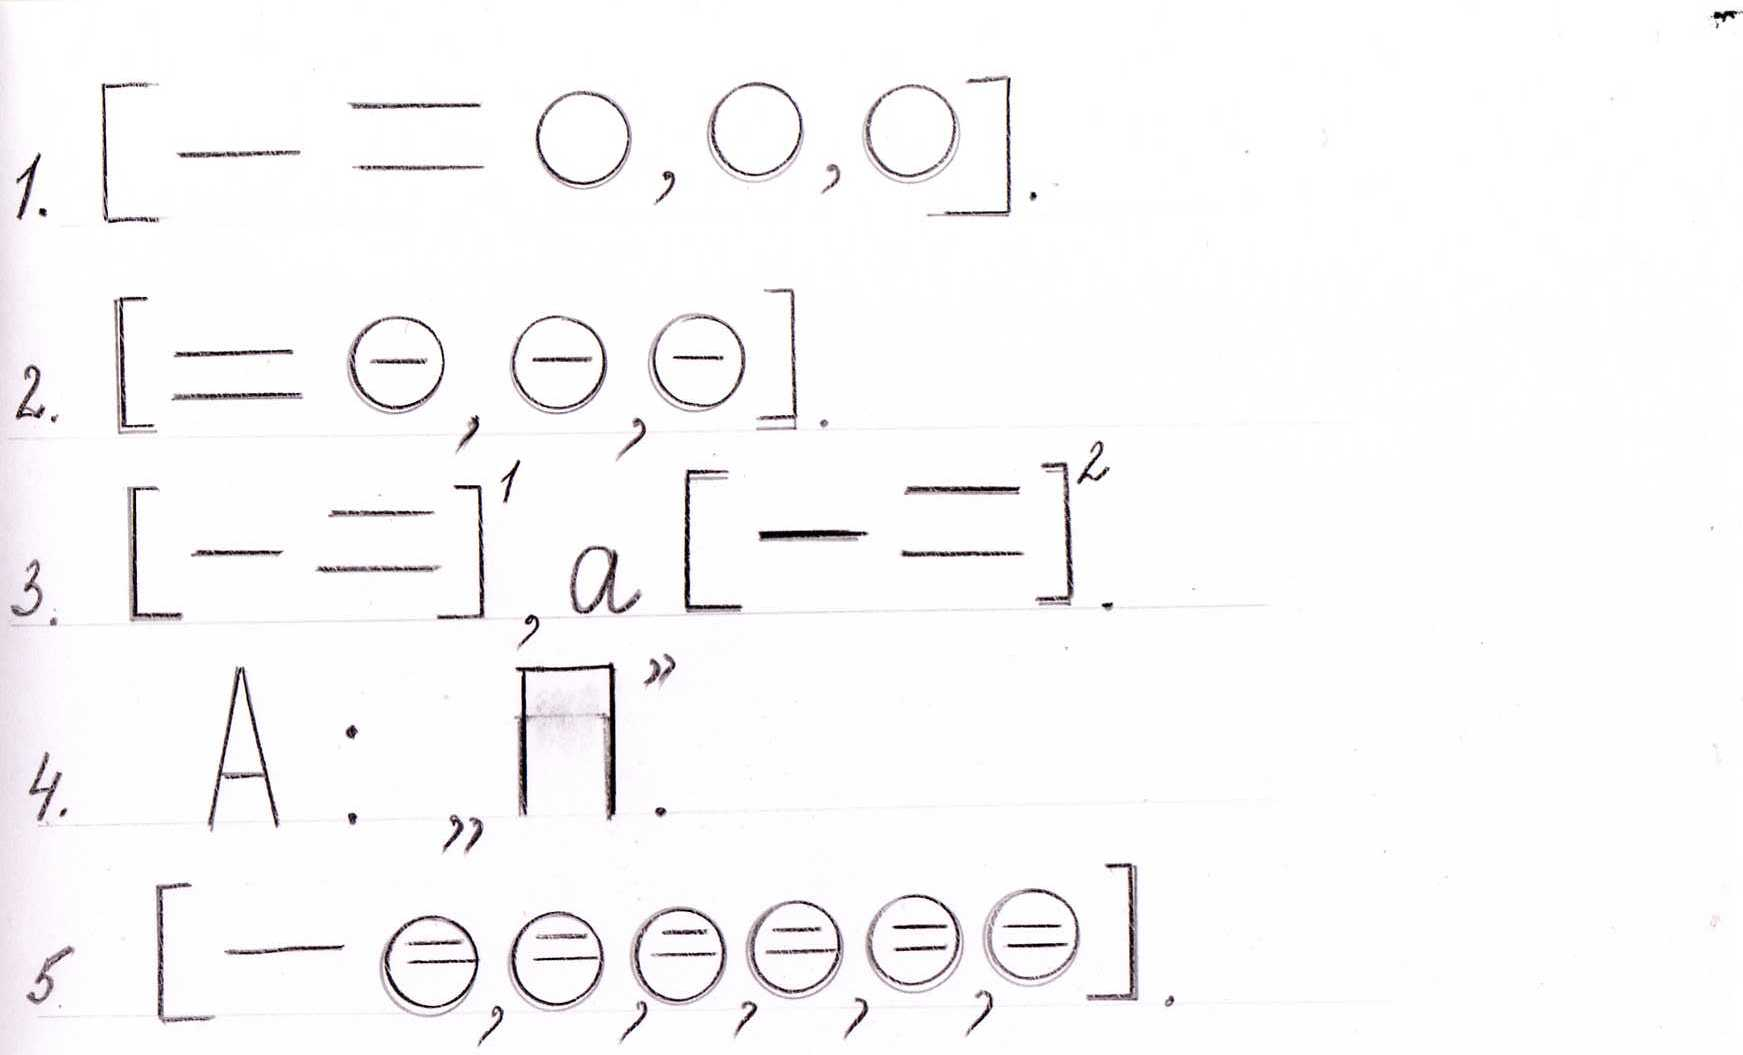 1. [ — = ○, ○, ○ ].
2. [ = ⊖, ⊖, ⊖ ].
3. [ — = ]¹, а [ — = ]².
4. А : „П”.
5. [ — ⊜, ⊜, ⊜, ⊜, ⊜, ⊜ ].